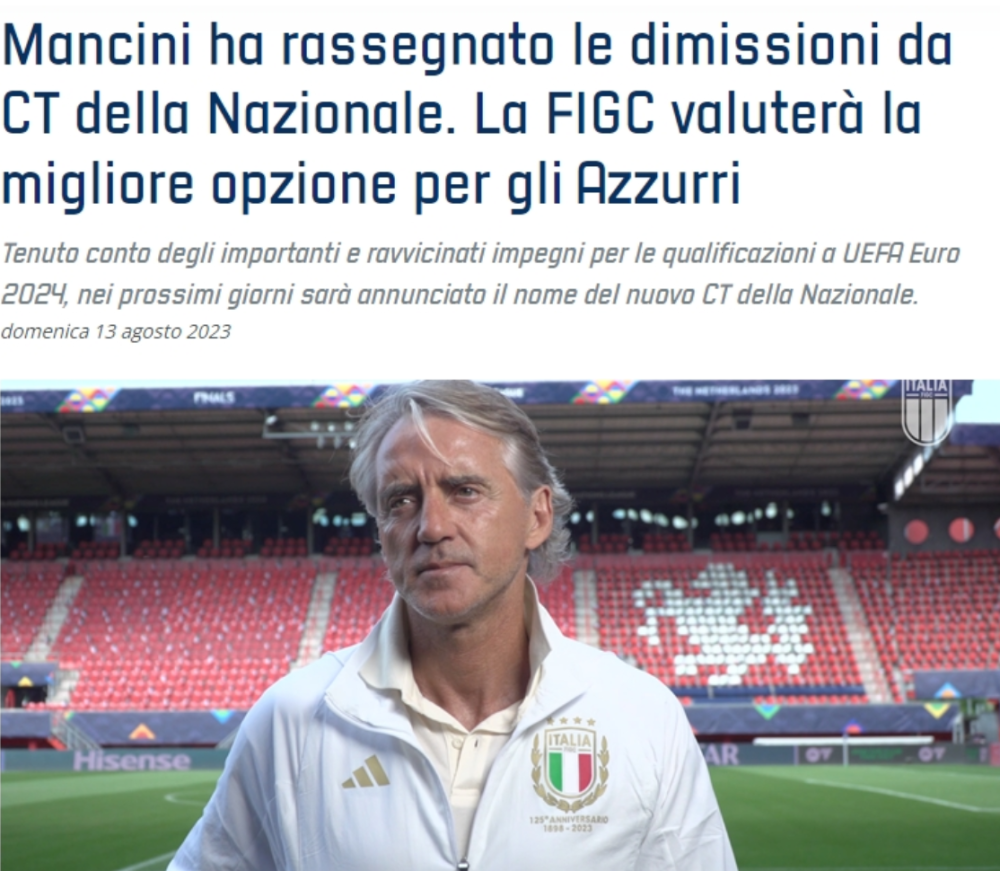 Mancini ha rassegnato le dimissioni da
CT della Nazionale. La FIGC valuterà la
migliore opzione per gli Azzurri
Tenuto conto degli importanti e ravvicinati impegni per le qualificazioni a UEFA Euro
2024, nei prossimi giorni sarà annunciato il nome del nuovo CT della Nazionale.
domenica 13 agosto 2023
FINALS
THE NETHERLANDS 2023
ITALIA
FIGC
Hisense
ITALIA
FIGC
125° ANNIVERSARIO
1898-2023